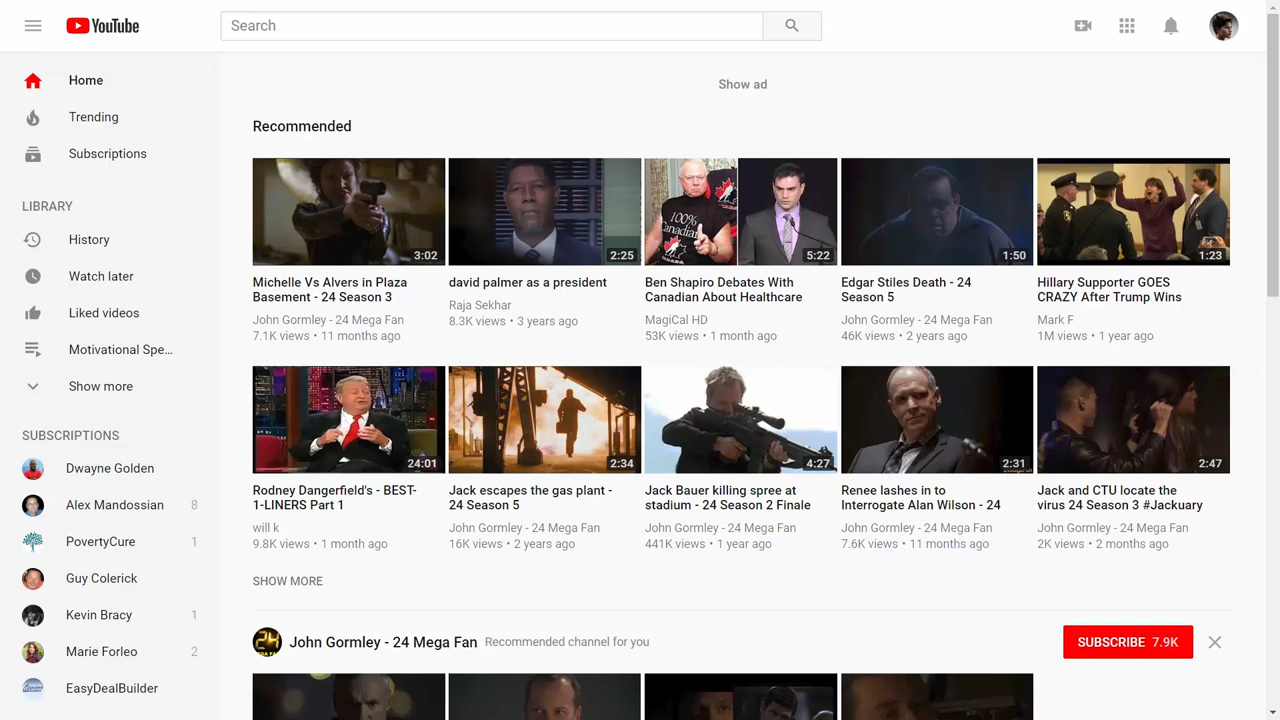 YouTube
Search
Home
Trending
Subscriptions
LIBRARY
History
Watch later
Liked videos
Motivational Spe...
Show more
SUBSCRIPTIONS
Dwayne Golden
Alex Mandossian 8
PovertyCure 1
Guy Colerick
Kevin Bracy 1
Marie Forleo 2
EasyDealBuilder
Show ad
Recommended
3:02
Michelle Vs Alvers in Plaza
Basement - 24 Season 3
John Gormley - 24 Mega Fan
7.1K views • 11 months ago
2:25
david palmer as a president
Raja Sekhar
8.3K views • 3 years ago
100%
Canadian
5:22
Ben Shapiro Debates With
Canadian About Healthcare
MagiCal HD
53K views • 1 month ago
1:50
Edgar Stiles Death - 24
Season 5
John Gormley - 24 Mega Fan
46K views • 2 years ago
1:23
Hillary Supporter GOES
CRAZY After Trump Wins
Mark F
1M views • 1 year ago
24:01
Rodney Dangerfield's - BEST-
1-LINERS Part 1
will k
9.8K views • 1 month ago
2:34
Jack escapes the gas plant -
24 Season 5
John Gormley - 24 Mega Fan
16K views • 2 years ago
4:27
Jack Bauer killing spree at
stadium - 24 Season 2 Finale
John Gormley - 24 Mega Fan
441K views • 1 year ago
2:31
Renee lashes in to
Interrogate Alan Wilson - 24
John Gormley - 24 Mega Fan
7.6K views • 11 months ago
2:47
Jack and CTU locate the
virus 24 Season 3 #Jackuary
John Gormley - 24 Mega Fan
2K views • 2 months ago
SHOW MORE
24
MEGA FAN
John Gormley - 24 Mega Fan Recommended channel for you
SUBSCRIBE 7.9K